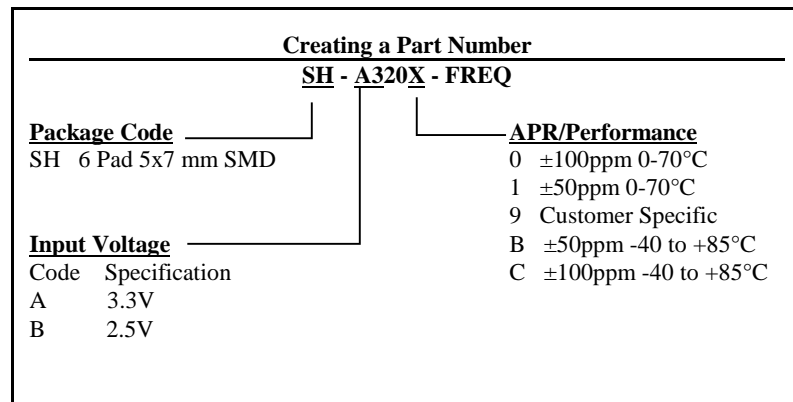 Creating a Part Number
SH - A320X - FREQ
Package Code
SH 6 Pad 5x7 mm SMD
Input Voltage
Code Specification
A 3.3V
B 2.5V
APR/Performance
0 ±100ppm 0-70°C
1 ±50ppm 0-70°C
9 Customer Specific
B ±50ppm -40 to +85°C
C ±100ppm -40 to +85°C